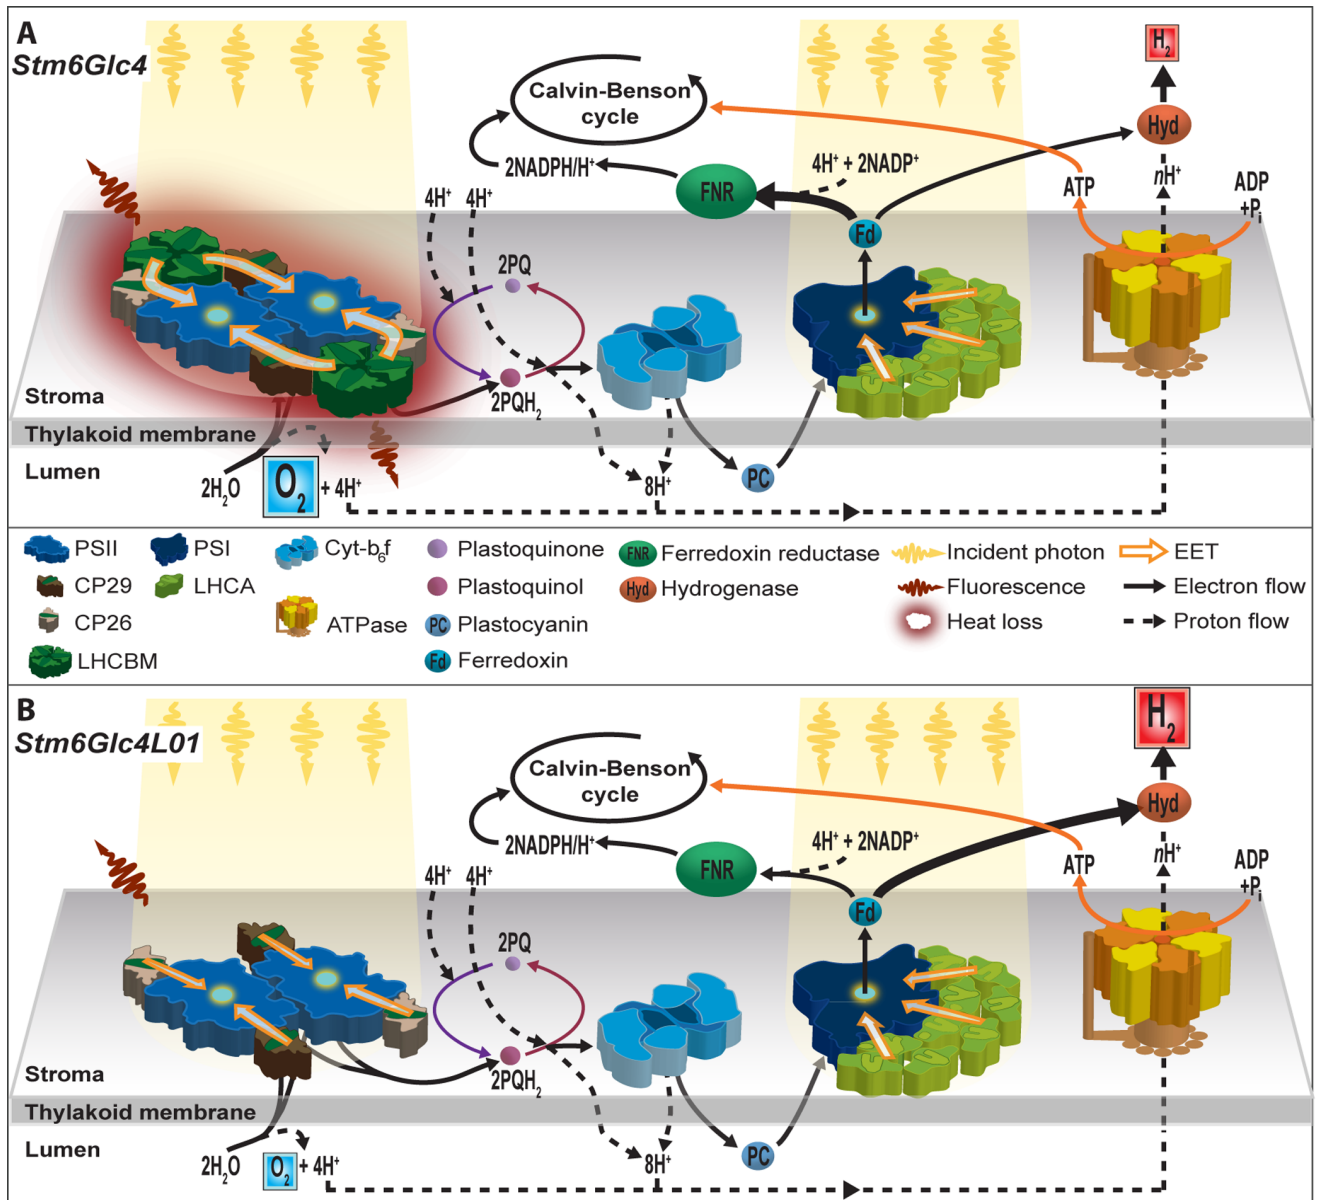 A
Stm6Glc4
H2
Calvin-Benson
cycle
Hyd
2NADPH/H+
4H+ + 2NADP+
FNR
nH+
ATP
ADP
+Pi
4H+
4H+
Fd
2PQ
2PQH2
Stroma
Thylakoid membrane
Lumen
2H2O
O2
+ 4H+
8H+
PC
PSII
PSI
Cyt-b6f
Plastoquinone
FNR
Ferredoxin reductase
Incident photon
EET
CP29
LHCA
Plastoquinol
Hyd
Hydrogenase
Fluorescence
Electron flow
CP26
ATPase
PC
Plastocyanin
Heat loss
Proton flow
LHCBM
Fd
Ferredoxin
B
Stm6Glc4L01
H2
Calvin-Benson
cycle
Hyd
2NADPH/H+
4H+ + 2NADP+
FNR
nH+
ATP
ADP
+Pi
4H+
4H+
Fd
2PQ
2PQH2
Stroma
Thylakoid membrane
Lumen
2H2O
O2
+ 4H+
8H+
PC